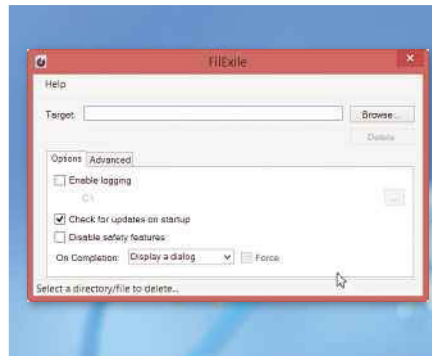 FilExile
Help
Target: Browse...
Delete
Options Advanced
Enable logging
C:\ ...
Check for updates on startup
Disable safety features
On Completion: Display a dialog Force
Select a directory/file to delete...